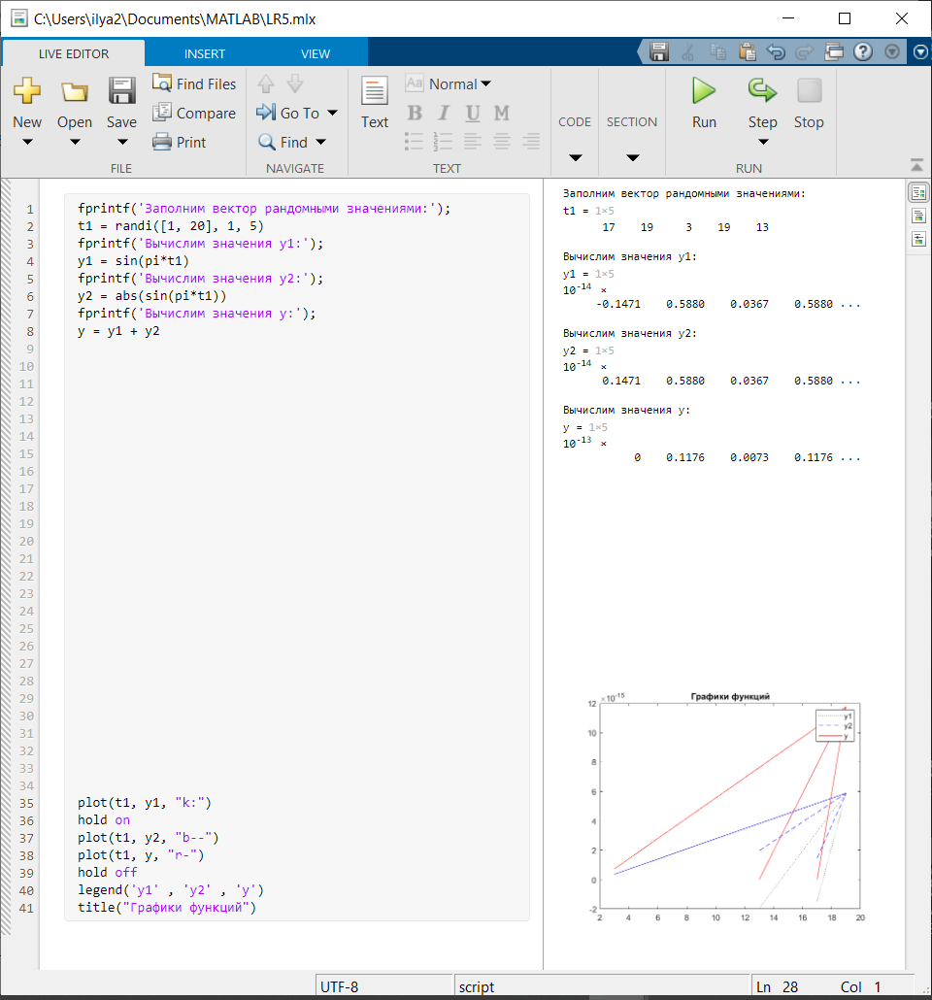 C:\Users\ilya2\Documents\MATLAB\LR5.mlx
LIVE EDITOR INSERT VIEW
New Open Save Find Files Compare Print
FILE
Go To Find
NAVIGATE
Text Aa Normal
B I U M
TEXT
CODE
SECTION
Run Step Stop
RUN
1 fprintf('Заполним вектор рандомными значениями:');
2 t1 = randi([1, 20], 1, 5)
3 fprintf('Вычислим значения y1:');
4 y1 = sin(pi*t1)
5 fprintf('Вычислим значения y2:');
6 y2 = abs(sin(pi*t1))
7 fprintf('Вычислим значения y:');
8 y = y1 + y2
9
10
11
12
13
14
15
16
17
18
19
20
21
22
23
24
25
26
27
28
29
30
31
32
33
34
35 plot(t1, y1, "k:")
36 hold on
37 plot(t1, y2, "b--")
38 plot(t1, y, "r-")
39 hold off
40 legend('y1' , 'y2' , 'y')
41 title("Графики функций")
Заполним вектор рандомными значениями:
t1 = 1×5
17 19 3 19 13
Вычислим значения y1:
y1 = 1×5
10-14 ×
-0.1471 0.5880 0.0367 0.5880 ...
Вычислим значения y2:
y2 = 1×5
10-14 ×
0.1471 0.5880 0.0367 0.5880 ...
Вычислим значения y:
y = 1×5
10-13 ×
0 0.1176 0.0073 0.1176 ...
×10-15
Графики функций
12
10
8
6
4
2
0
-2
y1
y2
y
2 4 6 8 10 12 14 16 18 20
UTF-8 script Ln 28 Col 1